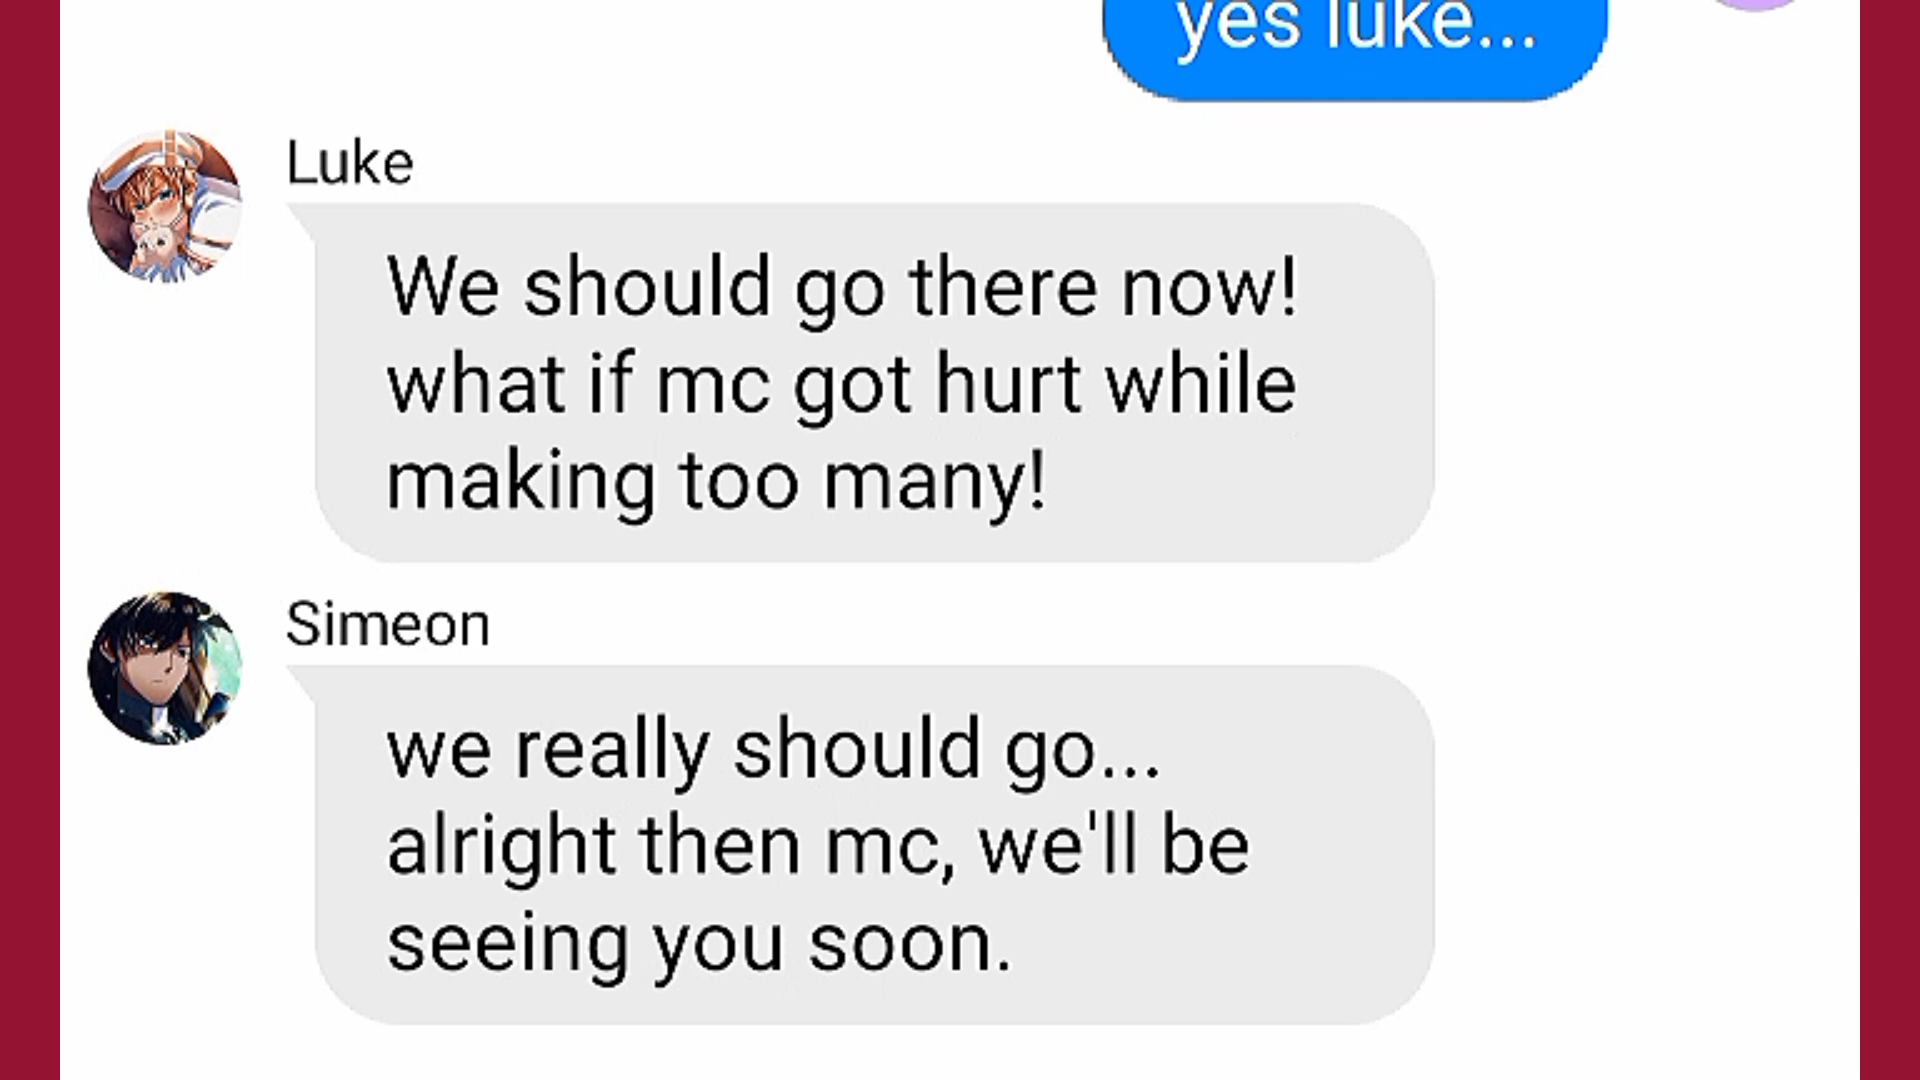 yes luke...
Luke
We should go there now!
what if mc got hurt while
making too many!
Simeon
we really should go...
alright then mc, we'll be
seeing you soon.